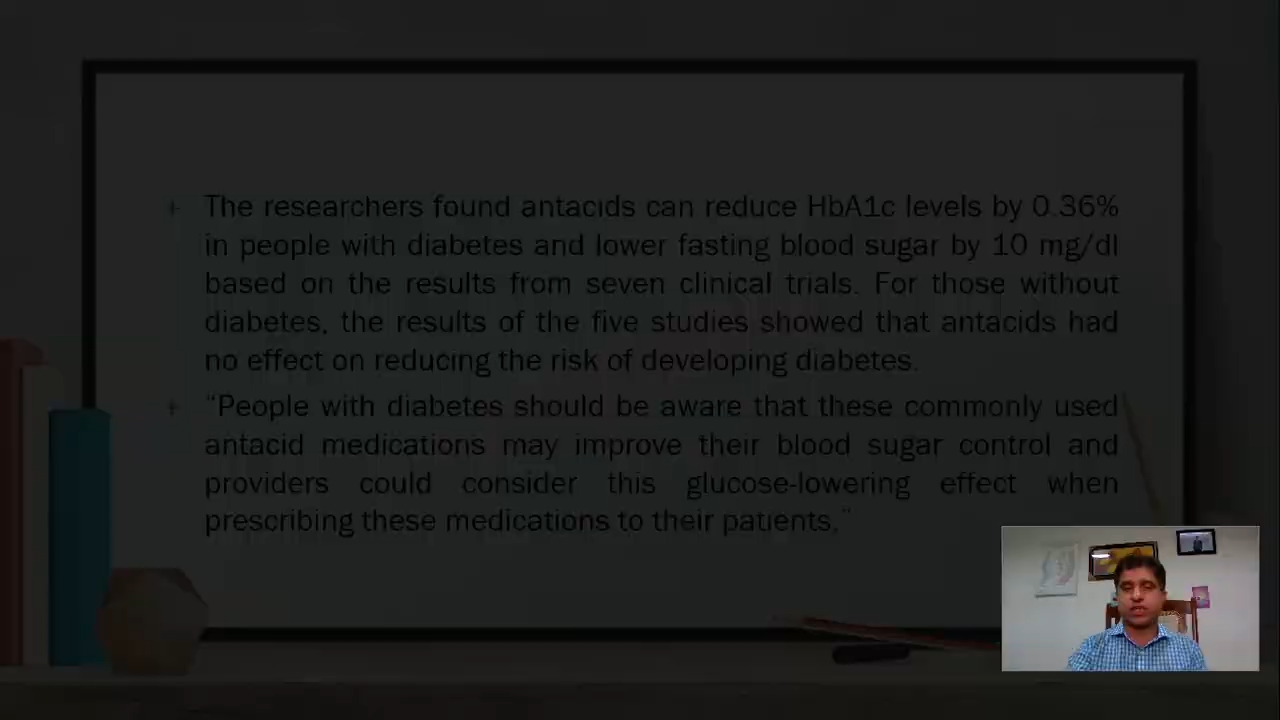 The researchers found antacids can reduce HbA1c levels by 0.36%
in people with diabetes and lower fasting blood sugar by 10 mg/dl
based on the results from seven clinical trials. For those without
diabetes, the results of the five studies showed that antacids had
no effect on reducing the risk of developing diabetes.
“People with diabetes should be aware that these commonly used
antacid medications may improve their blood sugar control and
providers could consider this glucose-lowering effect when
prescribing these medications to their patients.”